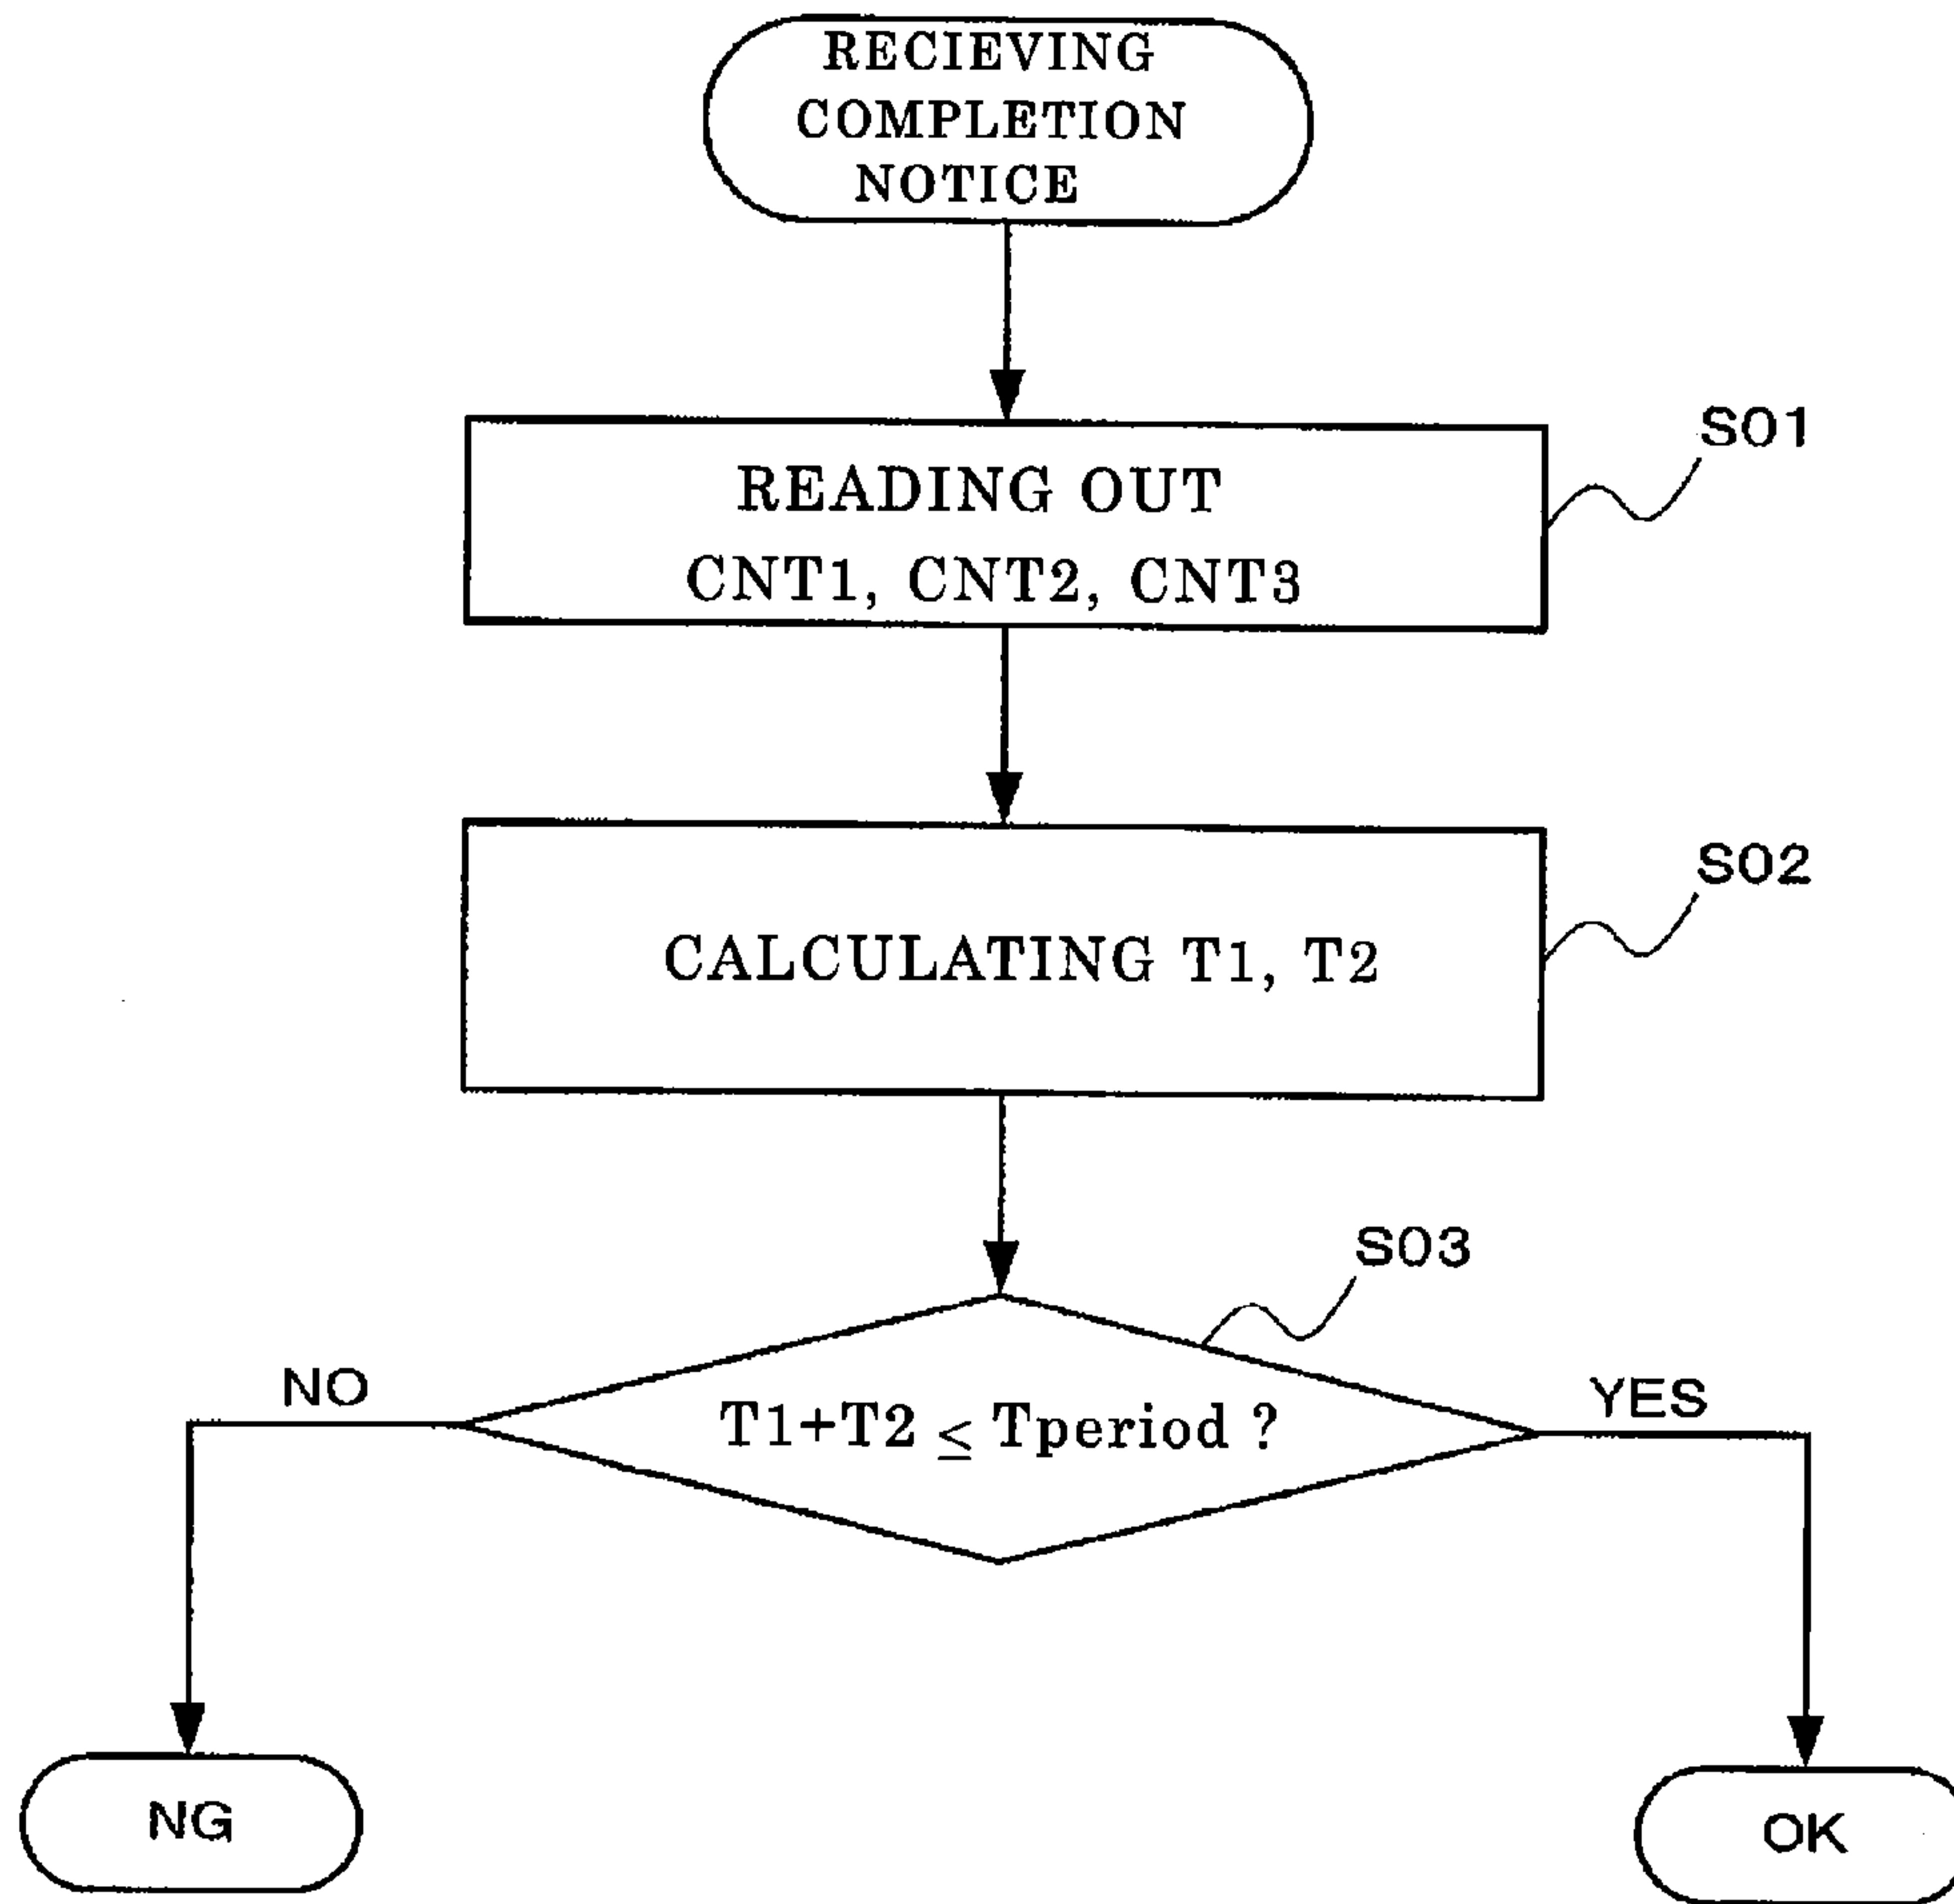 RECIEVING
COMPLETION
NOTICE
S01
READING OUT
CNT1, CNT2, CNT3
S02
CALCULATING T1, T2
S03
NO
T1+T2 ≤ Tperiod ?
YES
NG
OK